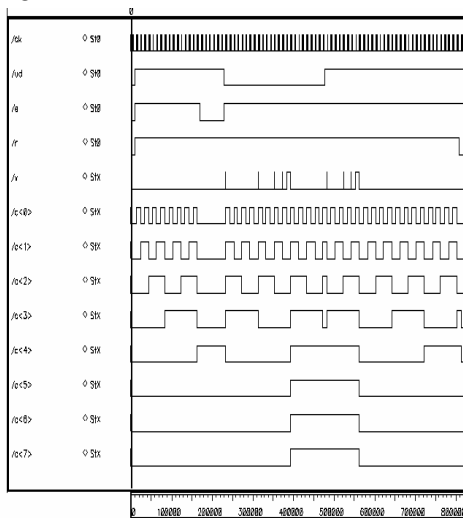 0
/ck ◇ St0
/ud ◇ St0
/e ◇ St0
/r ◇ St0
/v ◇ StX
/c<0> ◇ StX
/c<1> ◇ StX
/c<2> ◇ StX
/c<3> ◇ StX
/c<4> ◇ StX
/c<5> ◇ StX
/c<6> ◇ StX
/c<7> ◇ StX
0 100000 200000 300000 400000 500000 600000 700000 800000